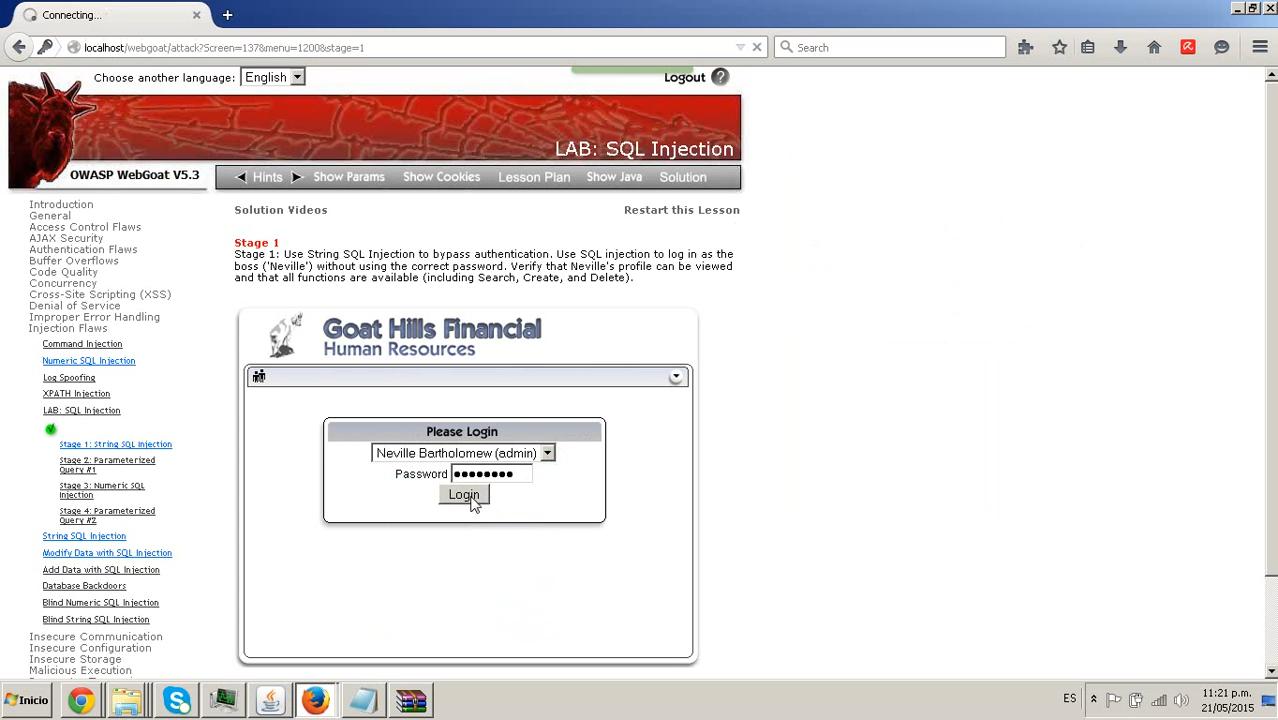 Connecting...
localhost/webgoat/attack?Screen=137&menu=1200&stage=1
Search
Choose another language: English
Logout ?
LAB: SQL Injection
OWASP WebGoat V5.3
Hints Show Params Show Cookies Lesson Plan Show Java Solution
Introduction
General
Access Control Flaws
AJAX Security
Authentication Flaws
Buffer Overflows
Code Quality
Concurrency
Cross-Site Scripting (XSS)
Denial of Service
Improper Error Handling
Injection Flaws
Command Injection
Numeric SQL Injection
Log Spoofing
XPATH Injection
LAB: SQL Injection
Stage 1: String SQL Injection
Stage 2: Parameterized
Query #1
Stage 3: Numeric SQL
Injection
Stage 4: Parameterized
Query #2
String SQL Injection
Modify Data with SQL Injection
Add Data with SQL Injection
Database Backdoors
Blind Numeric SQL Injection
Blind String SQL Injection
Insecure Communication
Insecure Configuration
Insecure Storage
Malicious Execution
Solution Videos
Restart this Lesson
Stage 1
Stage 1: Use String SQL Injection to bypass authentication. Use SQL injection to log in as the
boss ('Neville') without using the correct password. Verify that Neville's profile can be viewed
and that all functions are available (including Search, Create, and Delete).
Goat Hills Financial
Human Resources
Please Login
Neville Bartholomew (admin)
Password ••••••••
Login
Inicio
ES
11:21 p.m.
21/05/2015